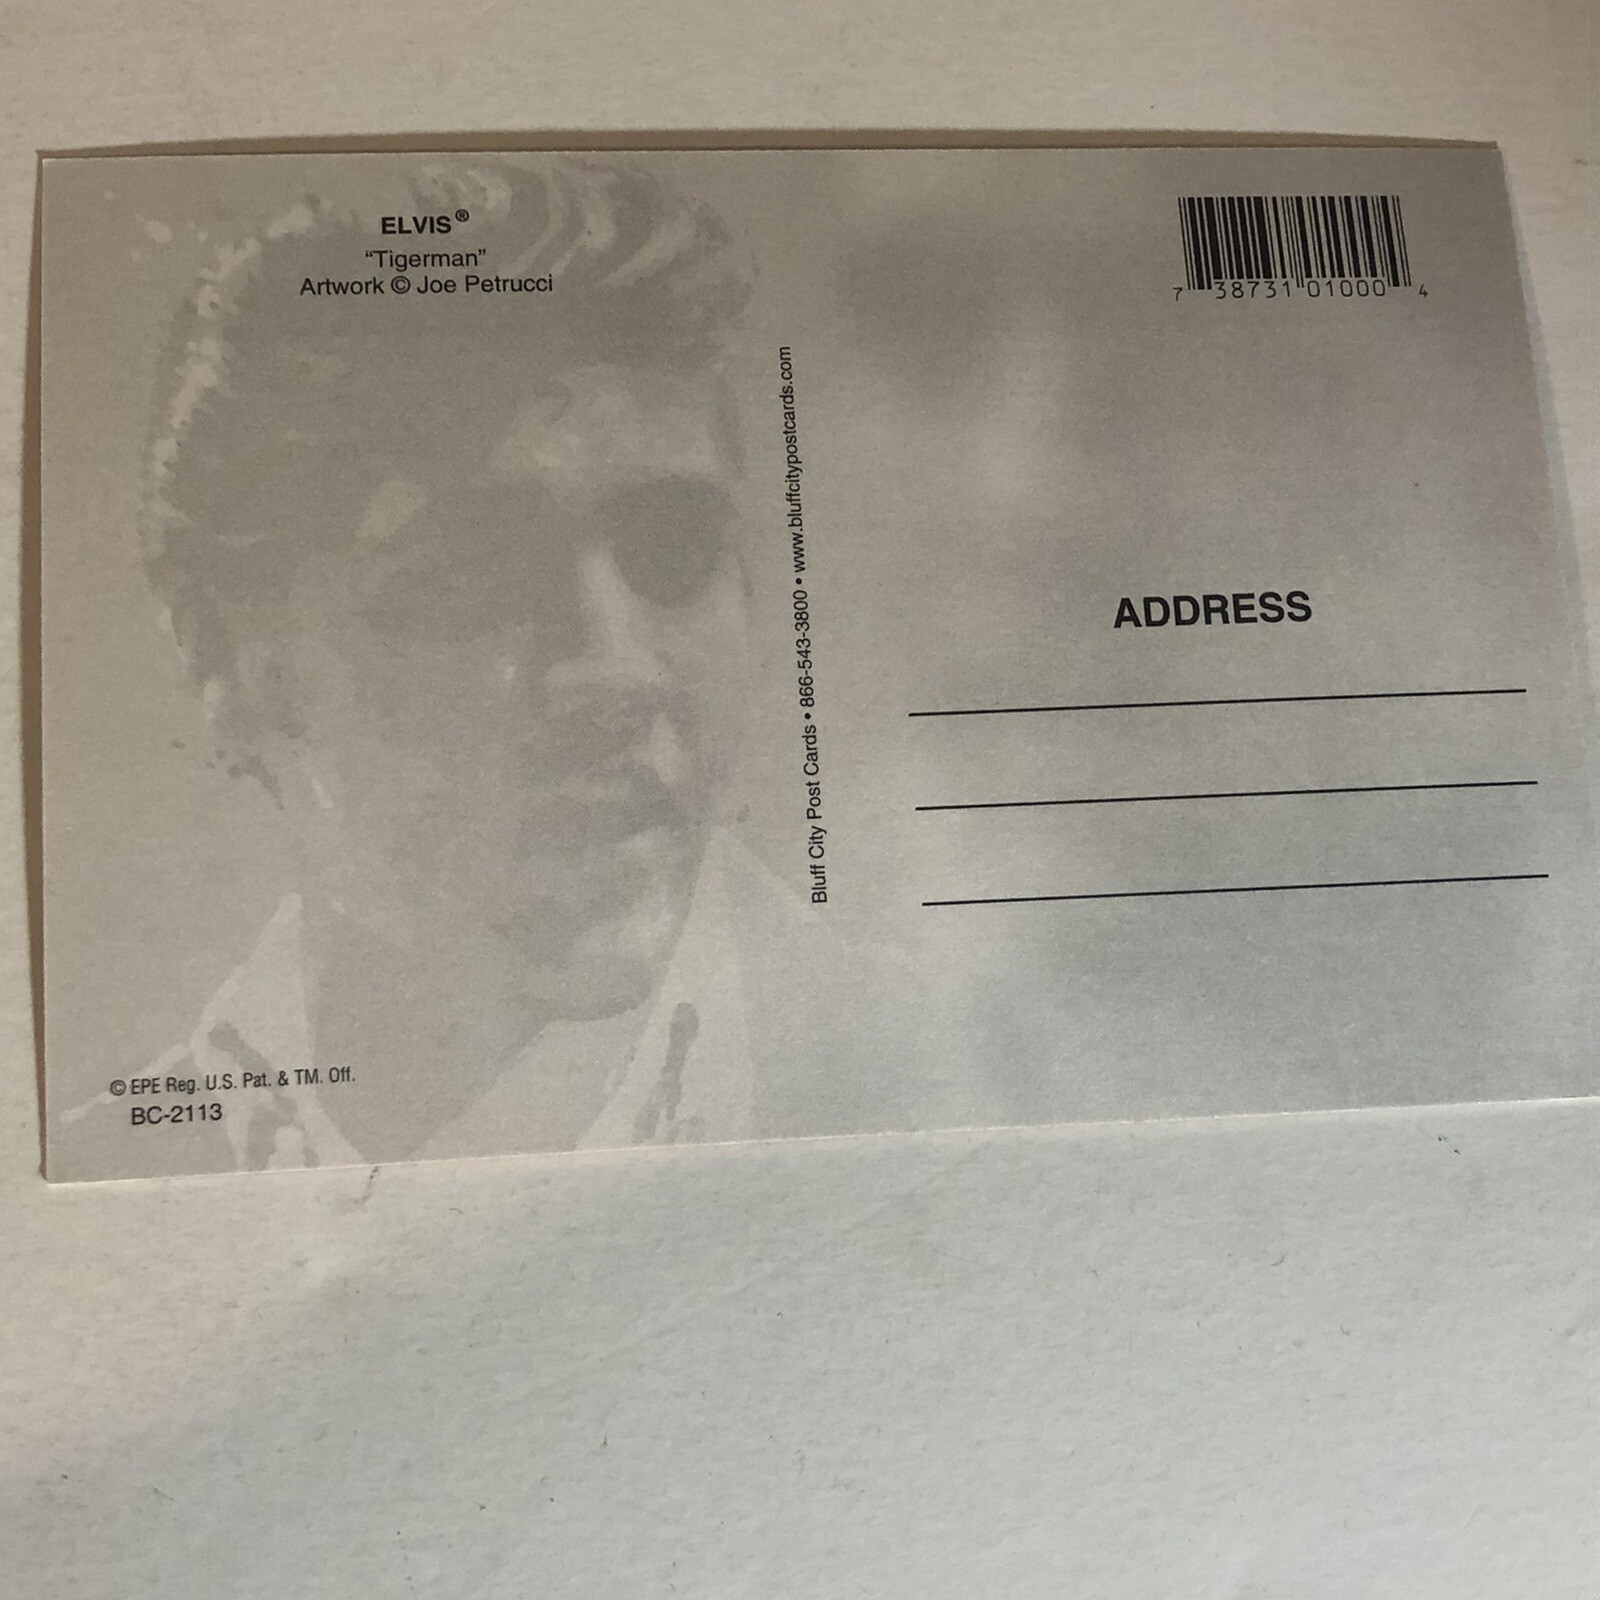 ELVIS®
“Tigerman”
Artwork © Joe Petrucci
7 38731 01000 4
Bluff City Post Cards • 866-543-3800 • www.bluffcitypostcards.com
ADDRESS
© EPE Reg. U.S. Pat. & TM. Off.
BC-2113